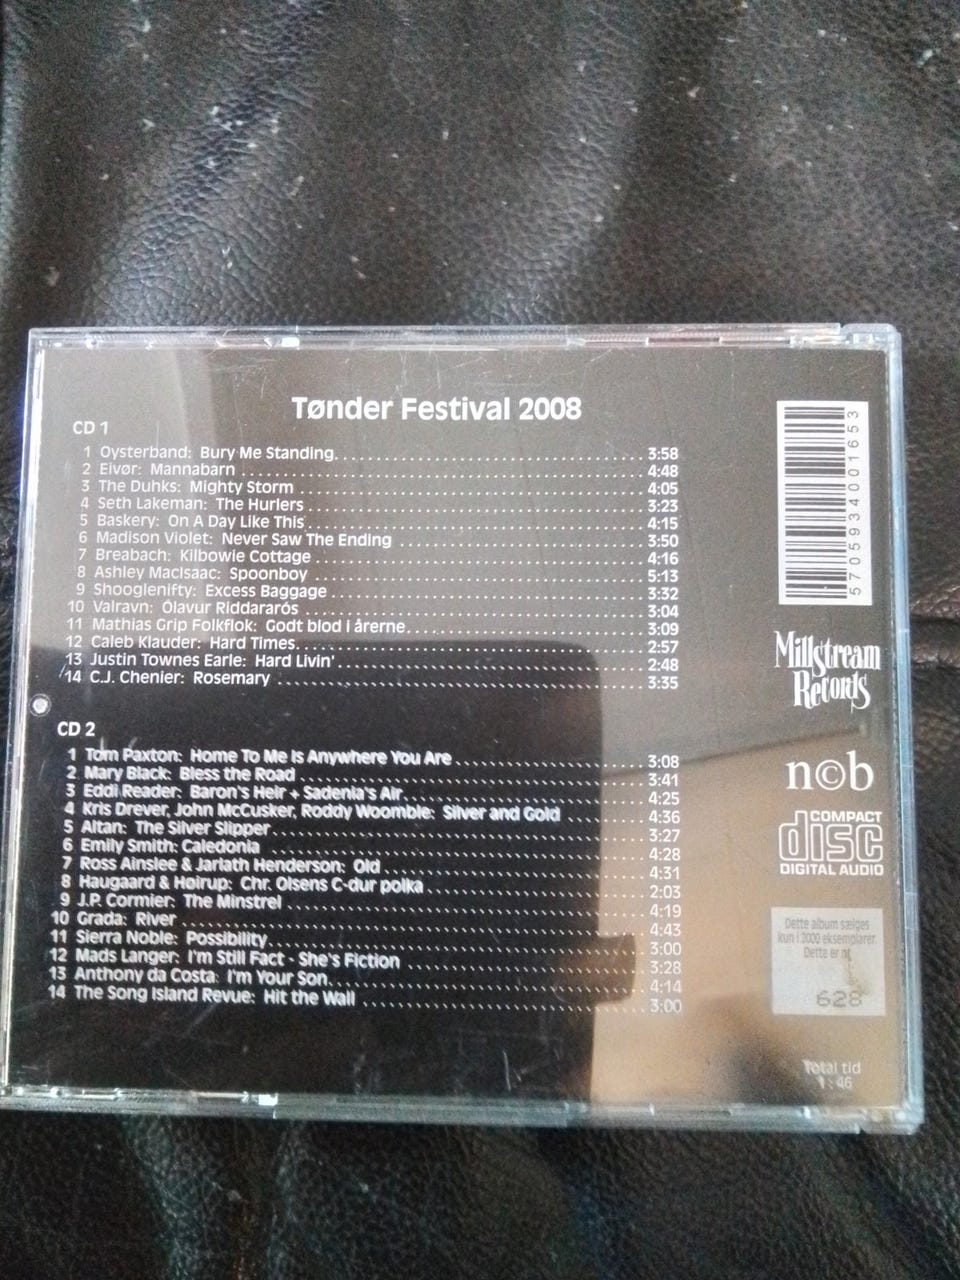 Tønder Festival 2008
CD 1
1 Oysterband: Bury Me Standing 3:58
2 Eivør: Mannabarn 4:48
3 The Duhks: Mighty Storm 4:05
4 Seth Lakeman: The Hurlers 3:23
5 Baskery: On A Day Like This 4:15
6 Madison Violet: Never Saw The Ending 3:50
7 Breabach: Kilbowie Cottage 4:16
8 Ashley MacIsaac: Spoonboy 5:13
9 Shooglenifty: Excess Baggage 3:32
10 Valravn: Ólavur Riddararós 3:04
11 Mathias Grip Folkflok: Godt blod i årerne 3:09
12 Caleb Klauder: Hard Times 2:57
13 Justin Townes Earle: Hard Livin' 2:48
14 C.J. Chenier: Rosemary 3:35
CD 2
1 Tom Paxton: Home To Me Is Anywhere You Are 3:08
2 Mary Black: Bless the Road 3:41
3 Eddi Reader: Baron's Heir + Sadenia's Air 4:25
4 Kris Drever, John McCusker, Roddy Woomble: Silver and Gold 4:36
5 Altan: The Silver Slipper 3:27
6 Emily Smith: Caledonia 4:28
7 Ross Ainslee & Jarlath Henderson: Old 4:31
8 Haugaard & Høirup: Chr. Olsens C-dur polka 2:03
9 J.P. Cormier: The Minstrel 4:19
10 Grada: River 4:43
11 Sierra Noble: Possibility 3:00
12 Mads Langer: I'm Still Fact - She's Fiction 3:28
13 Anthony da Costa: I'm Your Son 4:14
14 The Song Island Revue: Hit the Wall 3:00
5705934001653
Millstream
Records
n©b
COMPACT
disc
DIGITAL AUDIO
Dette album sælges
kun i 2000 eksemplarer.
Dette er nr.
628
Total tid
46